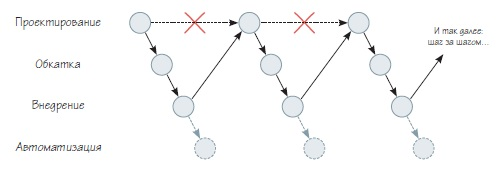 Проектирование
Обкатка
Внедрение
Автоматизация
И так далее:
шаг за шагом...